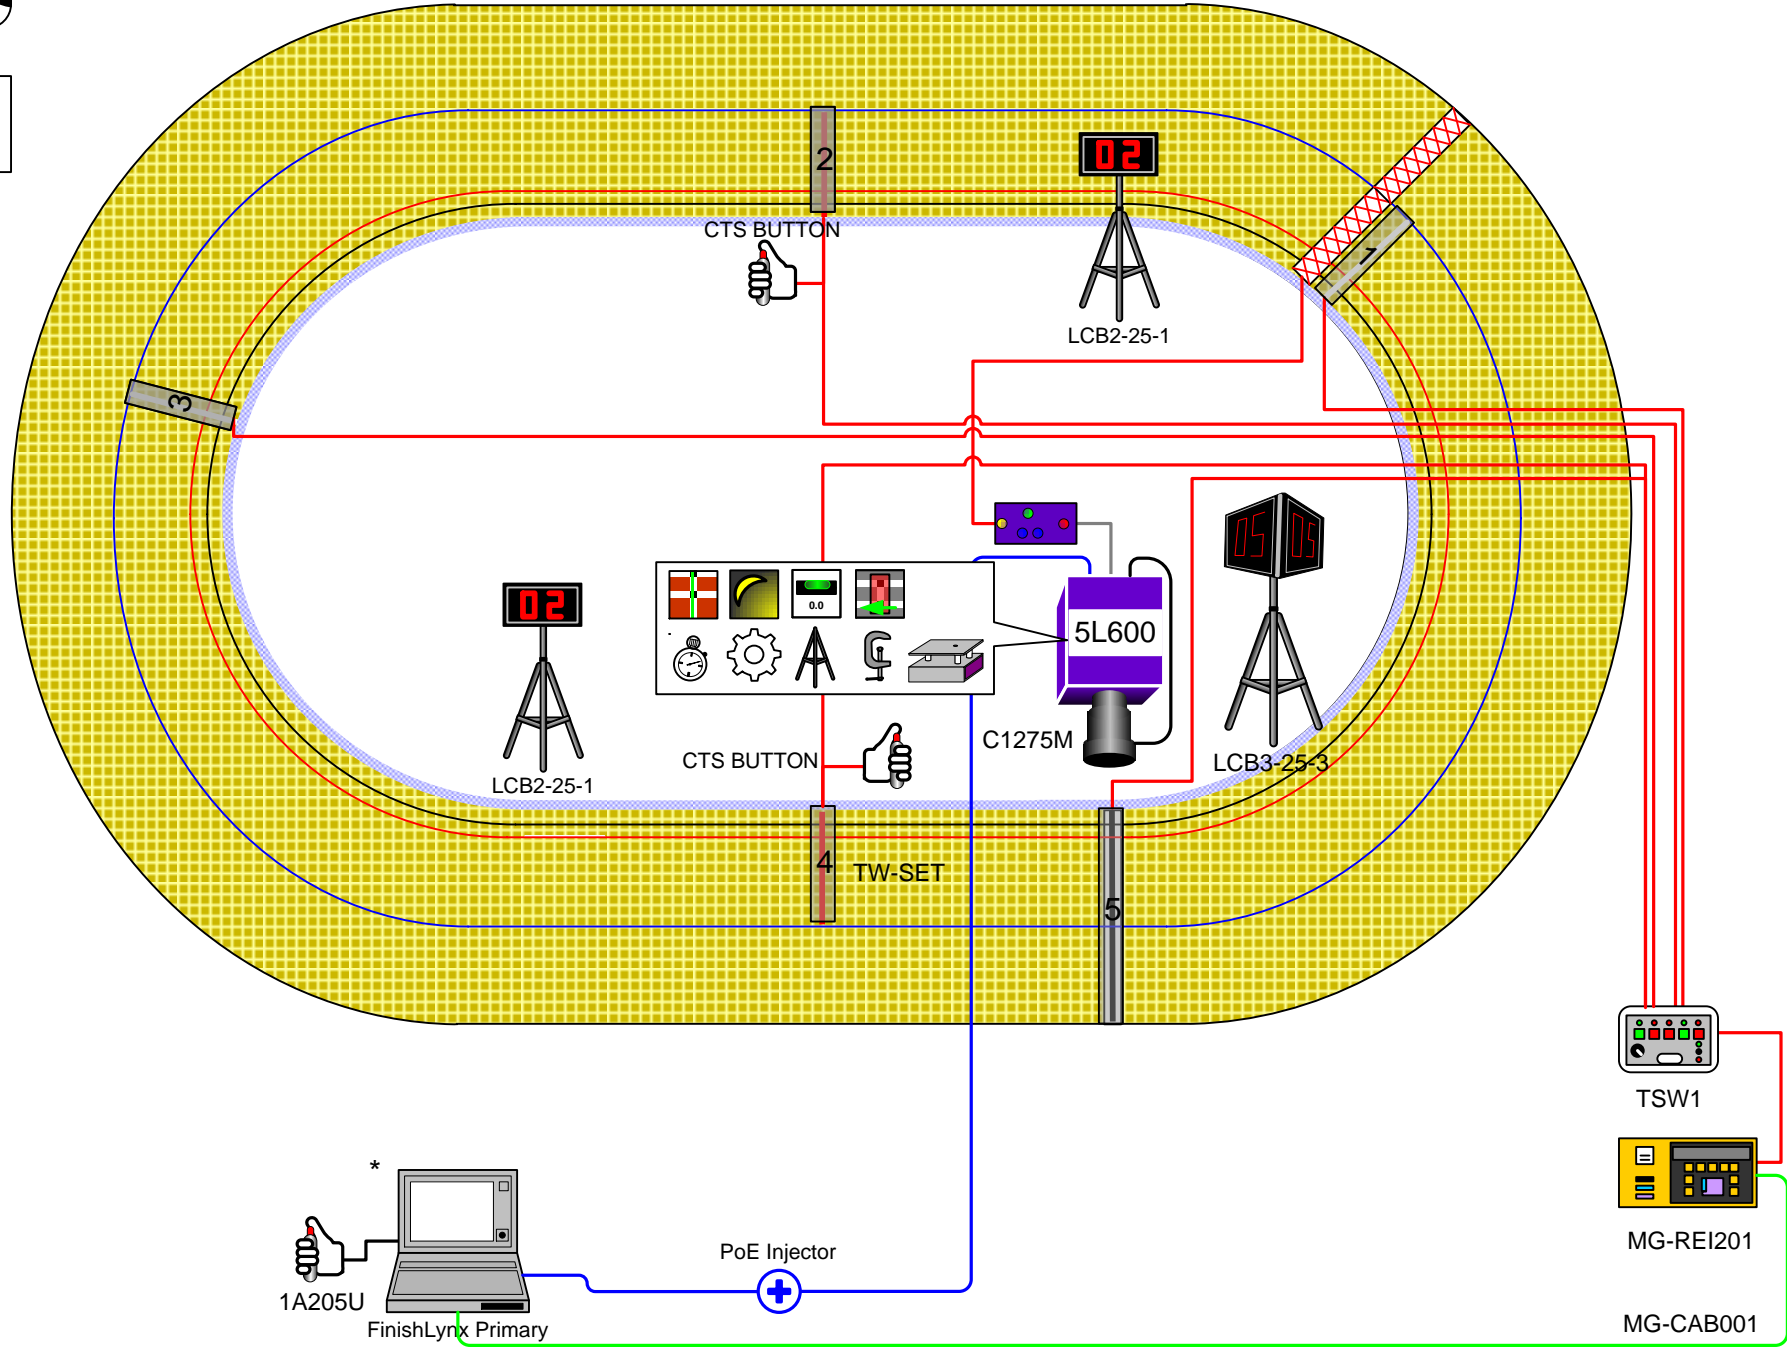 2
02
CTS BUTTON
1
LCB2-25-1
3
05
05
0.0
02
5L600
CTS BUTTON
C1275M
LCB3-25-3
LCB2-25-1
4
TW-SET
5
TSW1
*
PoE Injector
MG-REI201
1A205U
FinishLynx Primary
MG-CAB001